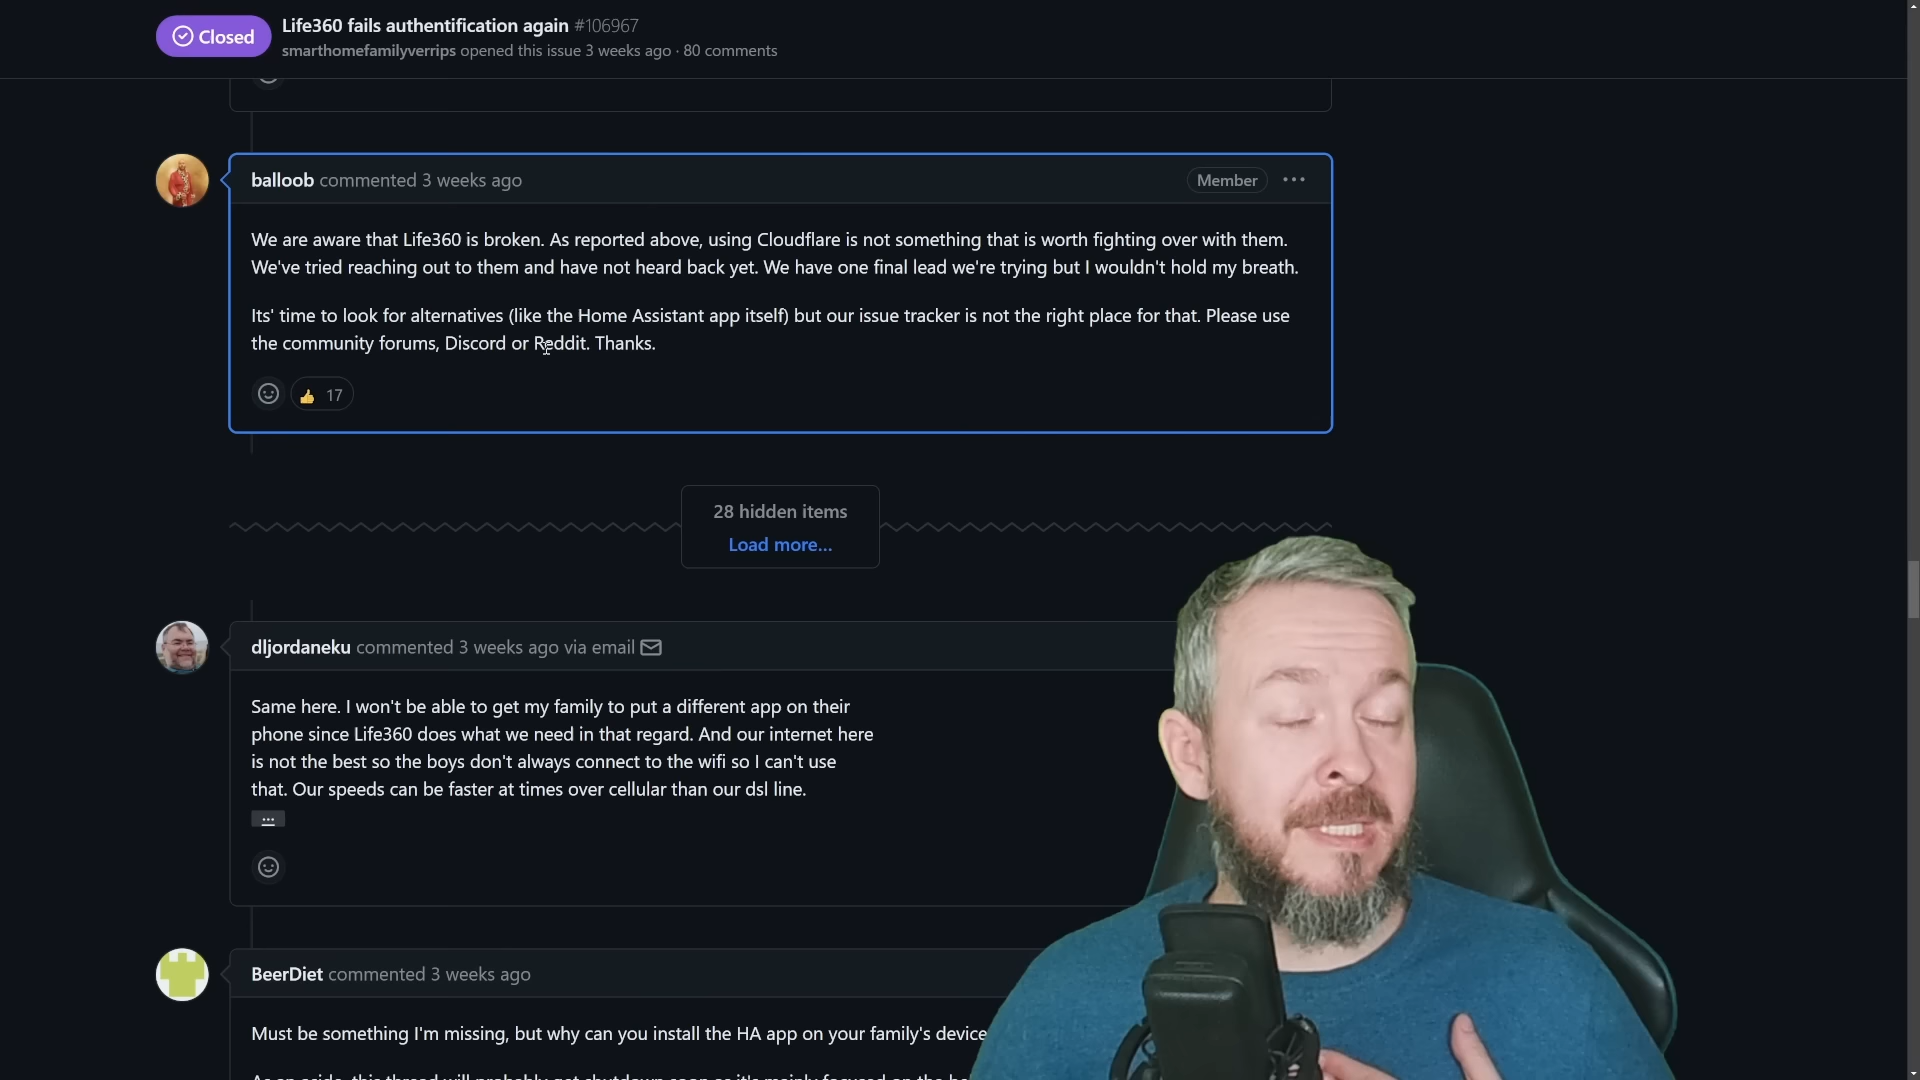 Closed
Life360 fails authentification again #106967
smarthomefamilyverrips opened this issue 3 weeks ago · 80 comments
balloob commented 3 weeks ago
Member
We are aware that Life360 is broken. As reported above, using Cloudflare is not something that is worth fighting over with them.
We've tried reaching out to them and have not heard back yet. We have one final lead we're trying but I wouldn't hold my breath.
Its' time to look for alternatives (like the Home Assistant app itself) but our issue tracker is not the right place for that. Please use
the community forums, Discord or Reddit. Thanks.
17
28 hidden items
Load more...
dljordaneku commented 3 weeks ago via email
Same here. I won't be able to get my family to put a different app on their
phone since Life360 does what we need in that regard. And our internet here
is not the best so the boys don't always connect to the wifi so I can't use
that. Our speeds can be faster at times over cellular than our dsl line.
...
BeerDiet commented 3 weeks ago
Must be something I'm missing, but why can you install the HA app on your family's device